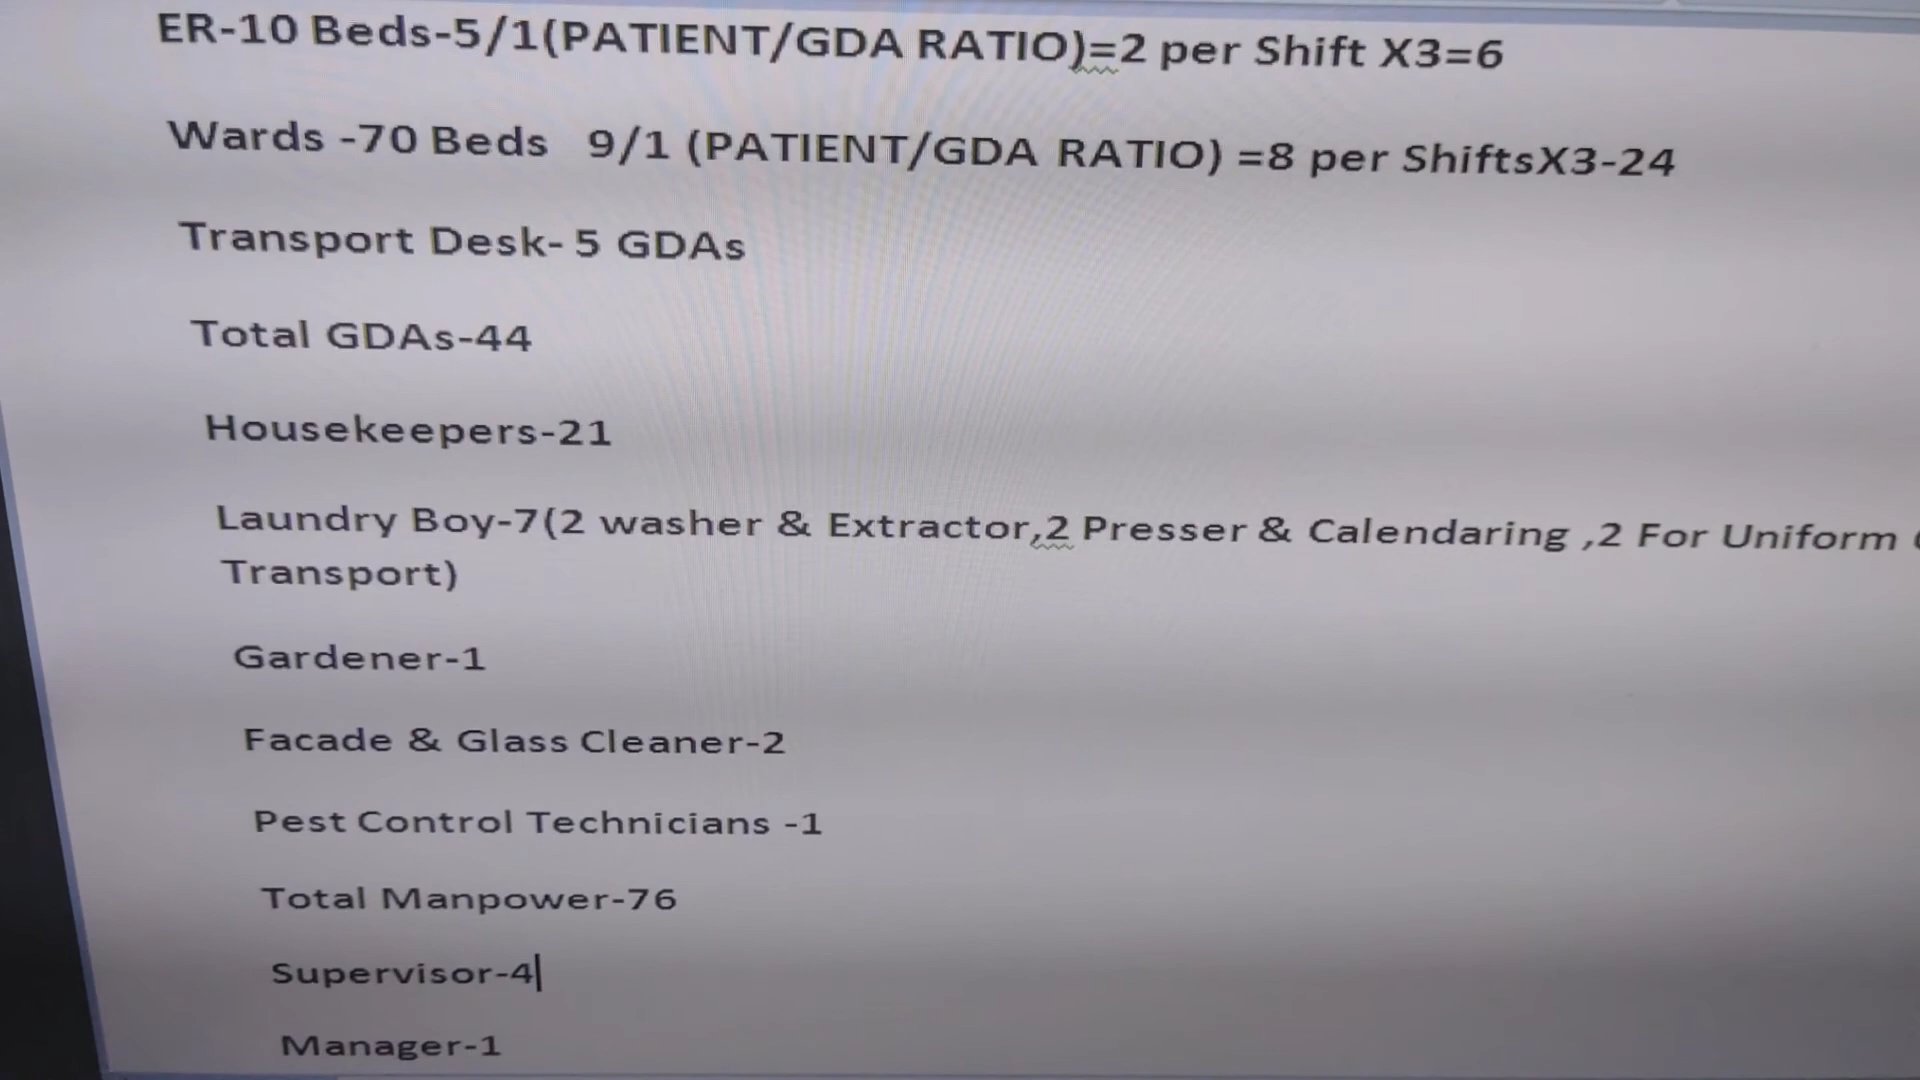 ER-10 Beds-5/1(PATIENT/GDA RATIO)=2 per Shift X3=6
Wards -70 Beds 9/1 (PATIENT/GDA RATIO) =8 per ShiftsX3-24
Transport Desk- 5 GDAs
Total GDAs-44
Housekeepers-21
Laundry Boy-7(2 washer & Extractor,2 Presser & Calendaring ,2 For Uniform
Transport)
Gardener-1
Facade & Glass Cleaner-2
Pest Control Technicians -1
Total Manpower-76
Supervisor-4
Manager-1